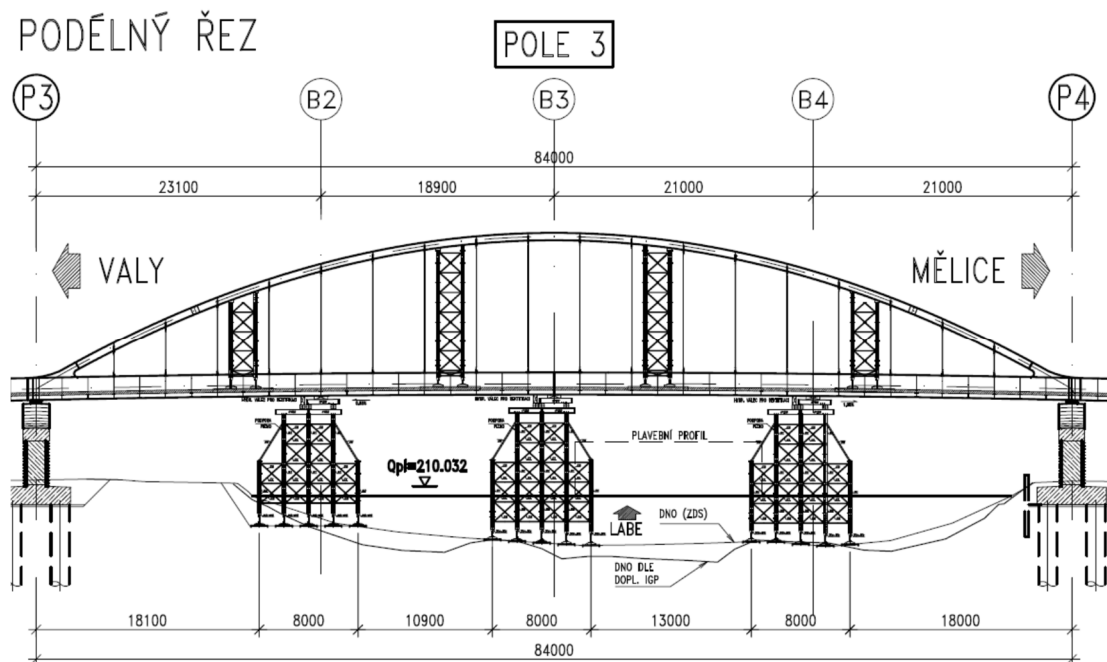 PODÉLNÝ ŘEZ
POLE 3
P3 B2 B3 B4 P4
84000
23100 18900 21000 21000
VALY MĚLICE
PLAVEBNÍ PROFIL
Qpl=210.032
LABE
DNO (ZDS)
DNO DLE
DOPL. IGP
18100 8000 10900 8000 13000 8000 18000
84000